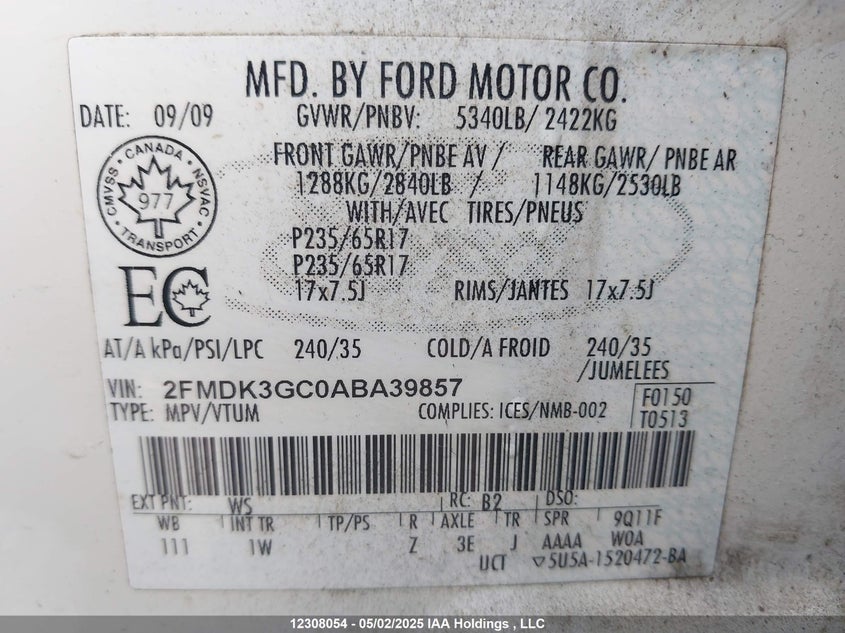 MFD. BY FORD MOTOR CO.
DATE: 09/09 GVWR/PNBV: 5340LB/ 2422KG
FRONT GAWR/PNBE AV / REAR GAWR/ PNBE AR
1288KG/2840LB / 1148KG/2530LB
WITH/AVEC TIRES/PNEUS
P235/65R17
P235/65R17
17x7.5J RIMS/JANTES 17x7.5J
CMVSS · CANADA · NSVAC
977
TRANSPORT
EC
AT/A kPa/PSI/LPC 240/35 COLD/A FROID 240/35
/JUMELEES
VIN: 2FMDK3GC0ABA39857
TYPE: MPV/VTUM COMPLIES: ICES/NMB-002
F0150
T0513
EXT PNT: WS RC: B2 DSO:
WB INT TR TP/PS R AXLE TR SPR 9Q11F
111 1W Z 3E J AAAA WOA
UCT ▽5U5A-1520472-BA
12308054 - 05/02/2025 IAA Holdings , LLC